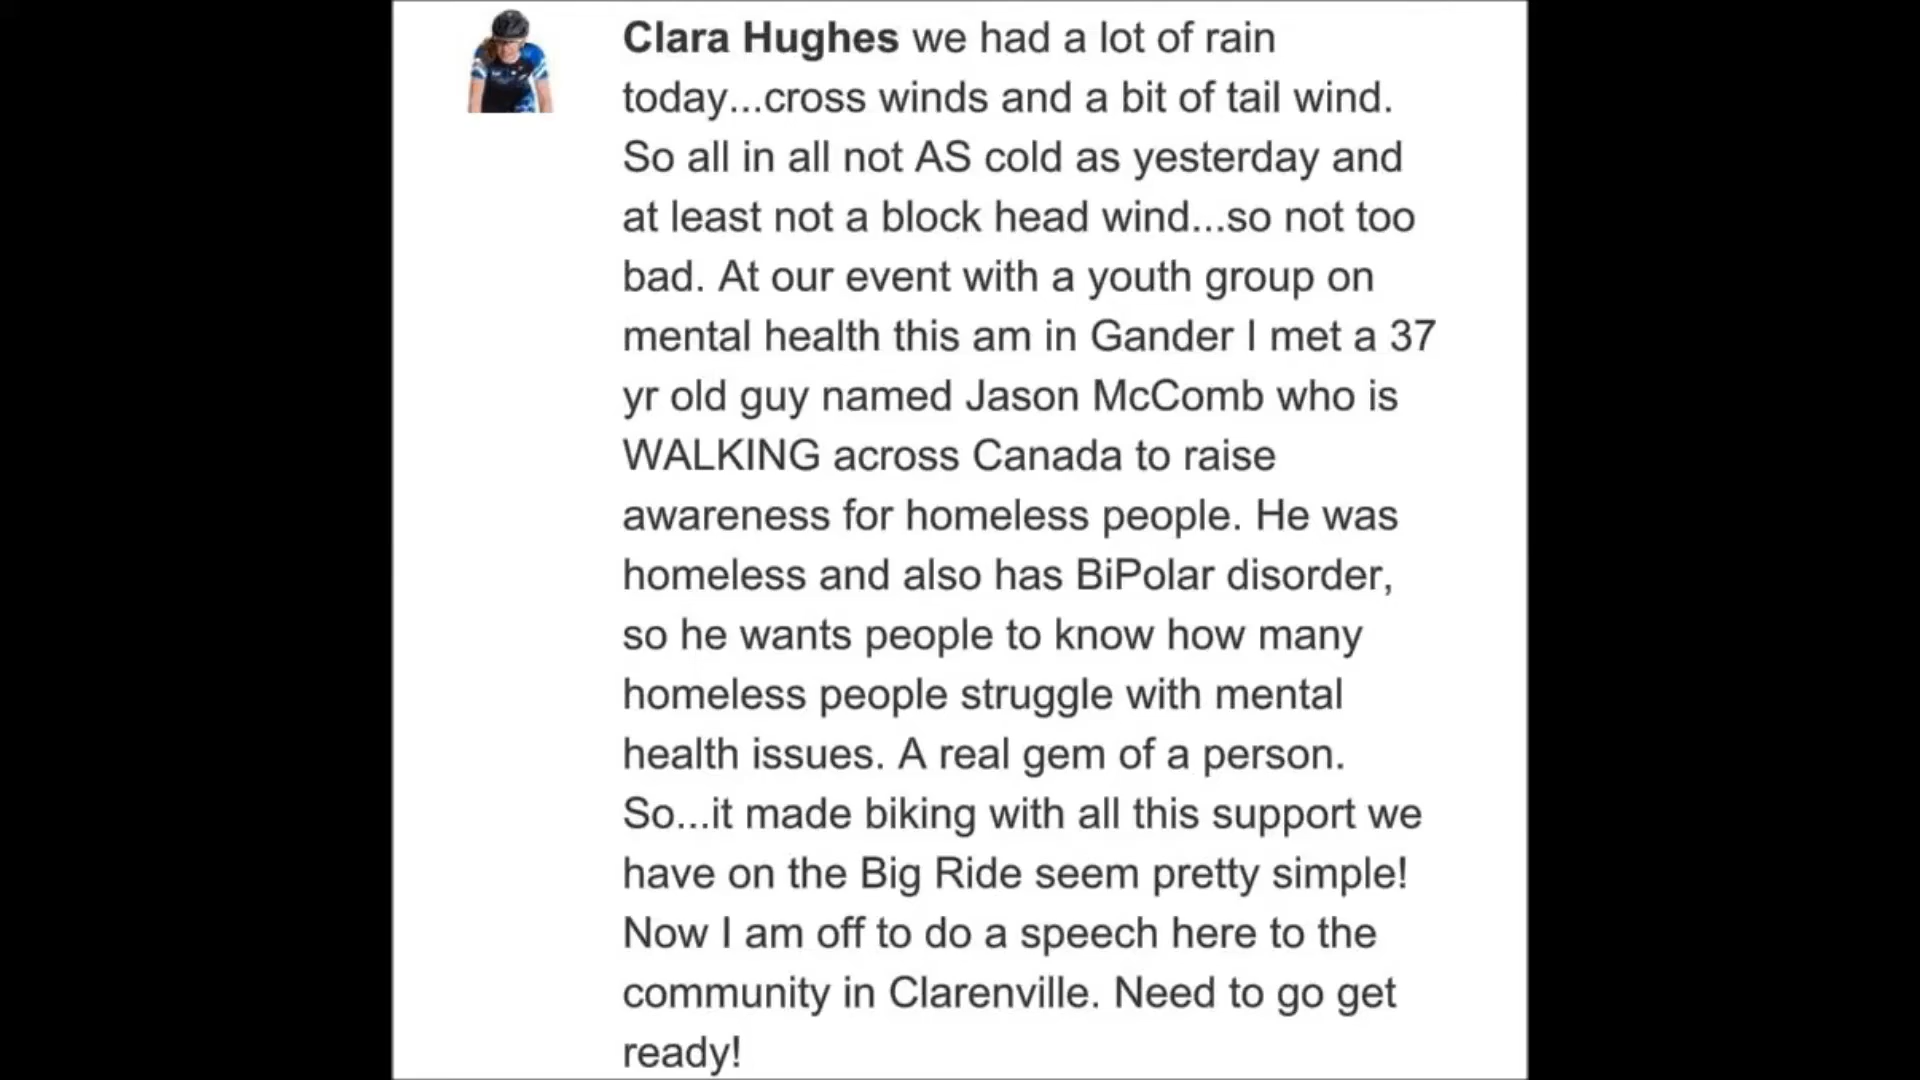 Clara Hughes we had a lot of rain
today...cross winds and a bit of tail wind.
So all in all not AS cold as yesterday and
at least not a block head wind...so not too
bad. At our event with a youth group on
mental health this am in Gander I met a 37
yr old guy named Jason McComb who is
WALKING across Canada to raise
awareness for homeless people. He was
homeless and also has BiPolar disorder,
so he wants people to know how many
homeless people struggle with mental
health issues. A real gem of a person.
So...it made biking with all this support we
have on the Big Ride seem pretty simple!
Now I am off to do a speech here to the
community in Clarenville. Need to go get
ready!